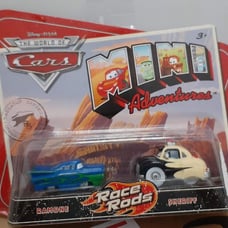 Disney·PIXAR
THE WORLD OF
Cars
MINI
Adventures
3+
Race
Rods
RAMONE
SHERIFF